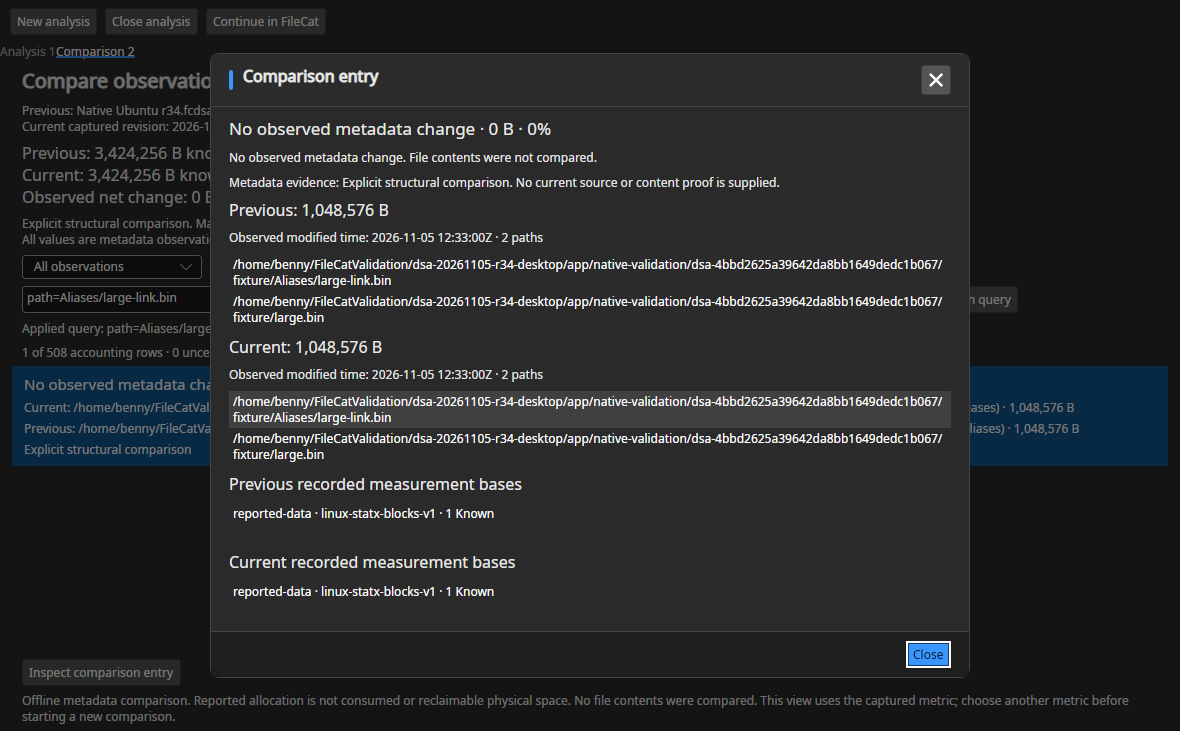 New analysis
Close analysis
Continue in FileCat
Analysis 1
Comparison 2
Compare observatio
Previous: Native Ubuntu r34.fcdsa
Current captured revision: 2026-1
Previous: 3,424,256 B kno
Current: 3,424,256 B know
Observed net change: 0 B
Explicit structural comparison. Ma
All values are metadata observati
All observations
path=Aliases/large-link.bin
n query
Applied query: path=Aliases/large
1 of 508 accounting rows · 0 unce
No observed metadata cha
Current: /home/benny/FileCatVal
ases) · 1,048,576 B
Previous: /home/benny/FileCatVa
liases) · 1,048,576 B
Explicit structural comparison
Comparison entry
No observed metadata change · 0 B · 0%
No observed metadata change. File contents were not compared.
Metadata evidence: Explicit structural comparison. No current source or content proof is supplied.
Previous: 1,048,576 B
Observed modified time: 2026-11-05 12:33:00Z · 2 paths
/home/benny/FileCatValidation/dsa-20261105-r34-desktop/app/native-validation/dsa-4bbd2625a39642da8bb1649dedc1b067/
fixture/Aliases/large-link.bin
/home/benny/FileCatValidation/dsa-20261105-r34-desktop/app/native-validation/dsa-4bbd2625a39642da8bb1649dedc1b067/
fixture/large.bin
Current: 1,048,576 B
Observed modified time: 2026-11-05 12:33:00Z · 2 paths
/home/benny/FileCatValidation/dsa-20261105-r34-desktop/app/native-validation/dsa-4bbd2625a39642da8bb1649dedc1b067/
fixture/Aliases/large-link.bin
/home/benny/FileCatValidation/dsa-20261105-r34-desktop/app/native-validation/dsa-4bbd2625a39642da8bb1649dedc1b067/
fixture/large.bin
Previous recorded measurement bases
reported-data · linux-statx-blocks-v1 · 1 Known
Current recorded measurement bases
reported-data · linux-statx-blocks-v1 · 1 Known
Close
Inspect comparison entry
Offline metadata comparison. Reported allocation is not consumed or reclaimable physical space. No file contents were compared. This view uses the captured metric; choose another metric before
starting a new comparison.